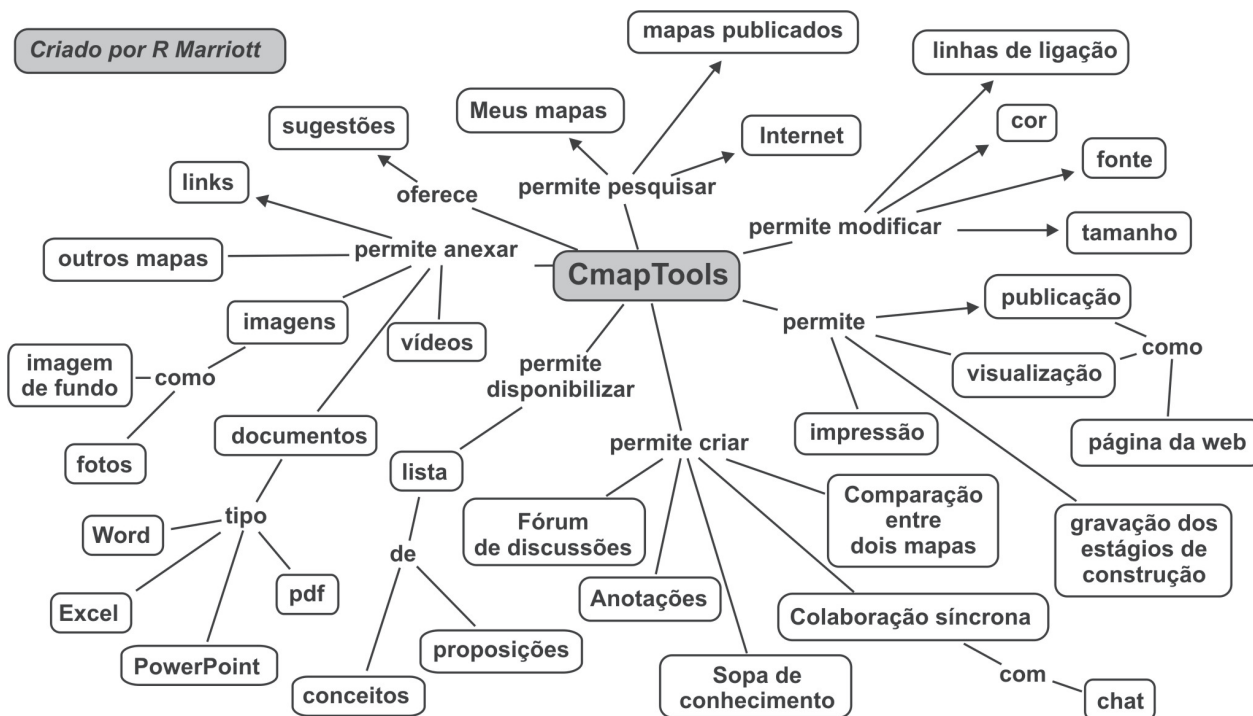 Criado por R Marriott
mapas publicados
linhas de ligação
Meus mapas
sugestões
Internet
cor
links
fonte
oferece
permite pesquisar
permite modificar
tamanho
outros mapas
permite anexar
CmapTools
publicação
imagens
vídeos
permite
como
imagem
de fundo
como
permite
disponibilizar
visualização
documentos
permite criar
impressão
página da web
fotos
lista
Word
tipo
Fórum
de discussões
Comparação
entre
dois mapas
gravação dos
estágios de
construção
de
Excel
pdf
Anotações
Colaboração síncrona
PowerPoint
proposições
conceitos
Sopa de
conhecimento
com
chat